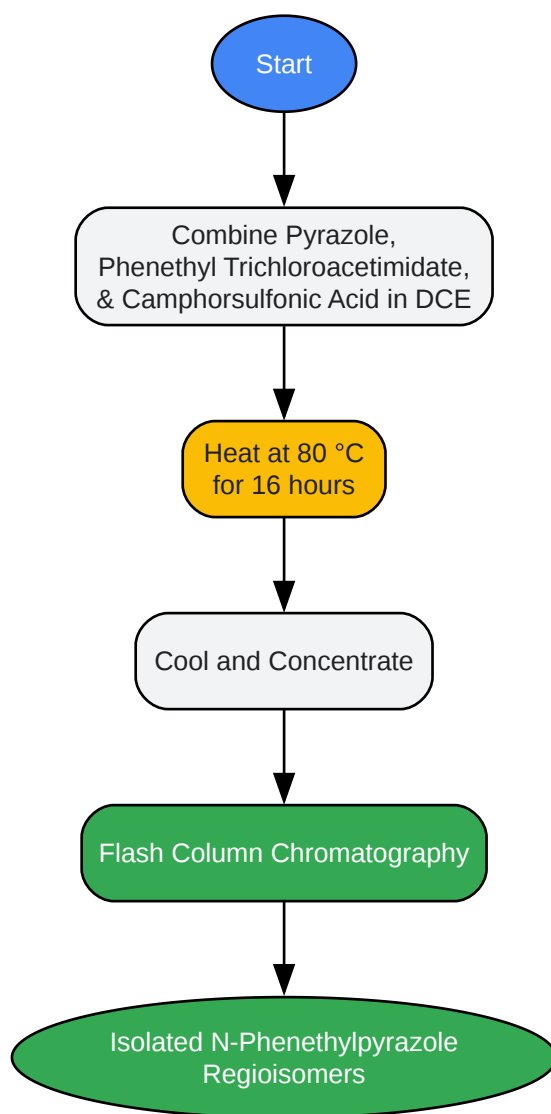 Start
Combine Pyrazole,
Phenethyl Trichloroacetimidate,
& Camphorsulfonic Acid in DCE
Heat at 80 °C
for 16 hours
Cool and Concentrate
Flash Column Chromatography
Isolated N-Phenethylpyrazole
Regioisomers